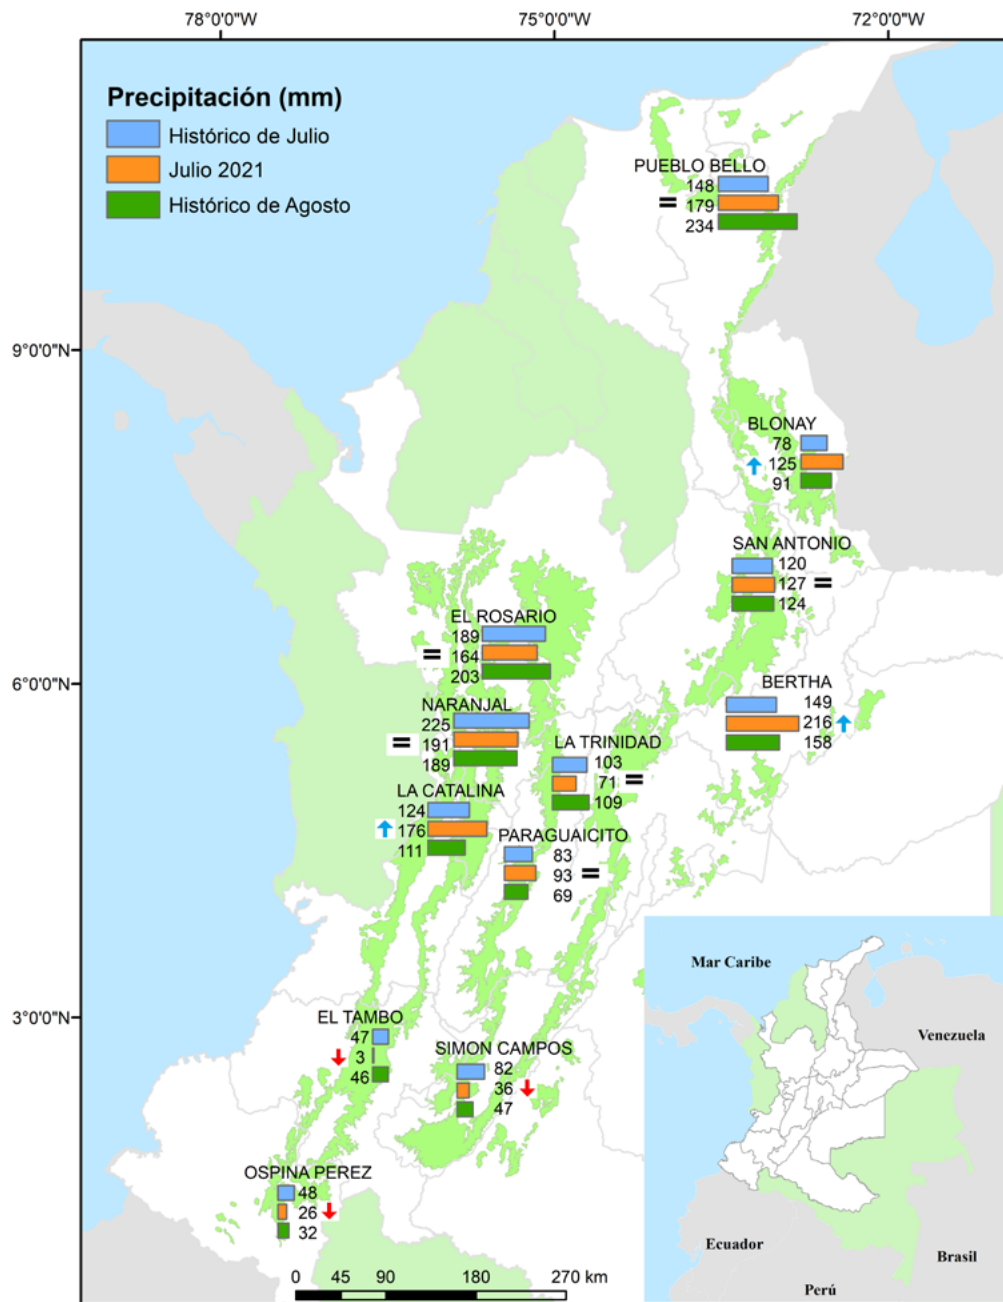 78°0'0"W 75°0'0"W 72°0'0"W
Precipitación (mm)
Histórico de Julio
Julio 2021
Histórico de Agosto
PUEBLO BELLO
148
= 179
234
9°0'0"N
BLONAY
78
125
91
SAN ANTONIO
120
127 =
124
EL ROSARIO
189
= 164
203
6°0'0"N
BERTHA
149
216
158
NARANJAL
225
= 191
189
LA TRINIDAD
103
71 =
109
LA CATALINA
124
176
111
PARAGUAICITO
83
93 =
69
3°0'0"N
EL TAMBO
47
3
46
SIMON CAMPOS
82
36
47
OSPINA PEREZ
48
26
32
0 45 90 180 270 km
Mar Caribe
Venezuela
Ecuador
Brasil
Perú